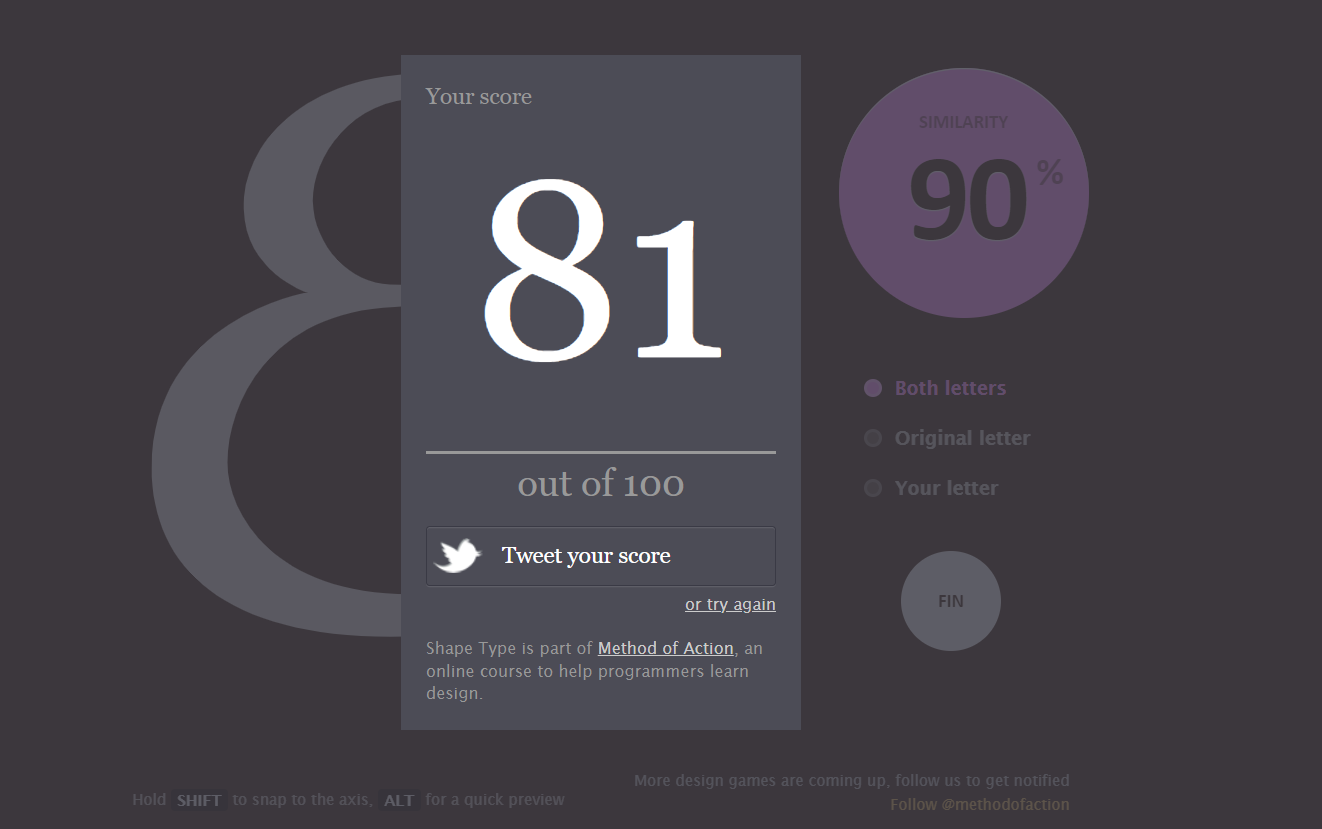 Your score
81
out of 100
Tweet your score
or try again
Shape Type is part of Method of Action, an
online course to help programmers learn
design.
SIMILARITY
90%
Both letters
Original letter
Your letter
FIN
Hold SHIFT to snap to the axis, ALT for a quick preview
More design games are coming up, follow us to get notified
Follow @methodofaction